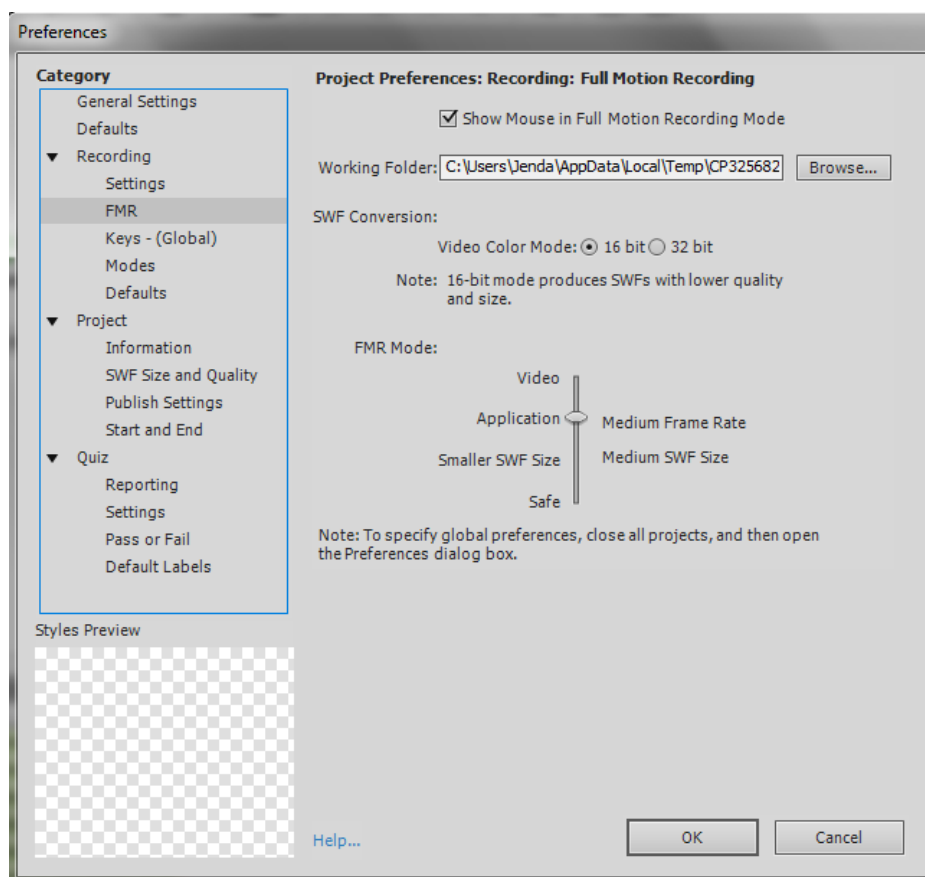 Preferences
Category
General Settings
Defaults
Recording
Settings
FMR
Keys - (Global)
Modes
Defaults
Project
Information
SWF Size and Quality
Publish Settings
Start and End
Quiz
Reporting
Settings
Pass or Fail
Default Labels
Styles Preview
Project Preferences: Recording: Full Motion Recording
Show Mouse in Full Motion Recording Mode
Working Folder: C:\Users\Jenda\AppData\Local\Temp\CP325682 Browse...
SWF Conversion:
Video Color Mode: 16 bit 32 bit
Note: 16-bit mode produces SWFs with lower quality
and size.
FMR Mode:
Video
Application Medium Frame Rate
Smaller SWF Size Medium SWF Size
Safe
Note: To specify global preferences, close all projects, and then open
the Preferences dialog box.
Help... OK Cancel